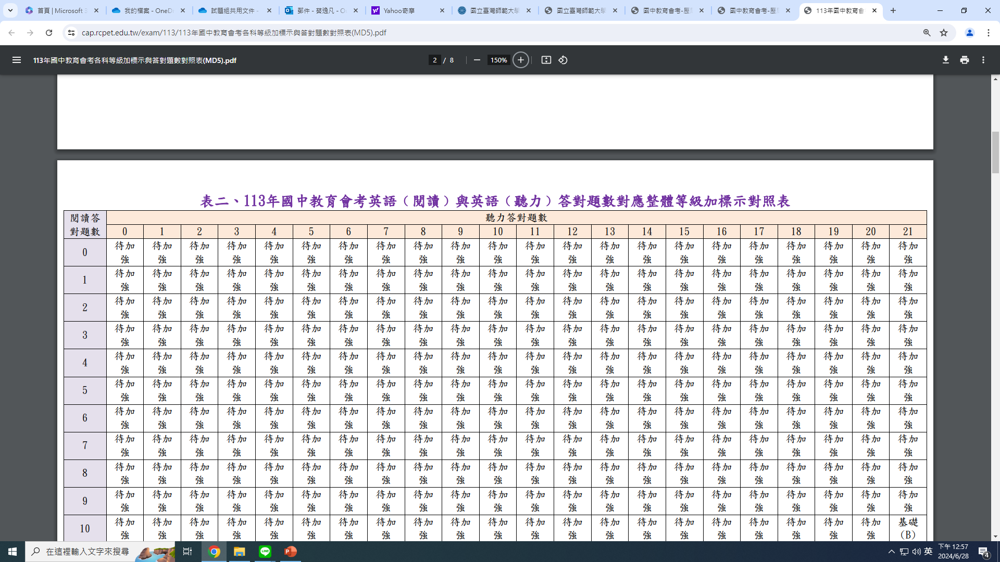 首頁 | Microsoft 3
我的檔案 - OneD
試題組共用文件 -
郵件 - 蔡逸凡 - O
Yahoo奇摩
國立臺灣師範大學
國立臺灣師範大學
國中教育會考-歷
國中教育會考-歷
113年國中教育會
cap.rcpet.edu.tw/exam/113/113年國中教育會考各科等級加標示與答對題數對照表(MD5).pdf
113年國中教育會考各科等級加標示與答對題數對照表(MD5).pdf
2 / 8
150%
表二、113年國中教育會考英語（閱讀）與英語（聽力）答對題數對應整體等級加標示對照表
閱讀答對題數 聽力答對題數
0 1 2 3 4 5 6 7 8 9 10 11 12 13 14 15 16 17 18 19 20 21
0 待加強 待加強 待加強 待加強 待加強 待加強 待加強 待加強 待加強 待加強 待加強 待加強 待加強 待加強 待加強 待加強 待加強 待加強 待加強 待加強 待加強 待加強
1 待加強 待加強 待加強 待加強 待加強 待加強 待加強 待加強 待加強 待加強 待加強 待加強 待加強 待加強 待加強 待加強 待加強 待加強 待加強 待加強 待加強 待加強
2 待加強 待加強 待加強 待加強 待加強 待加強 待加強 待加強 待加強 待加強 待加強 待加強 待加強 待加強 待加強 待加強 待加強 待加強 待加強 待加強 待加強 待加強
3 待加強 待加強 待加強 待加強 待加強 待加強 待加強 待加強 待加強 待加強 待加強 待加強 待加強 待加強 待加強 待加強 待加強 待加強 待加強 待加強 待加強 待加強
4 待加強 待加強 待加強 待加強 待加強 待加強 待加強 待加強 待加強 待加強 待加強 待加強 待加強 待加強 待加強 待加強 待加強 待加強 待加強 待加強 待加強 待加強
5 待加強 待加強 待加強 待加強 待加強 待加強 待加強 待加強 待加強 待加強 待加強 待加強 待加強 待加強 待加強 待加強 待加強 待加強 待加強 待加強 待加強 待加強
6 待加強 待加強 待加強 待加強 待加強 待加強 待加強 待加強 待加強 待加強 待加強 待加強 待加強 待加強 待加強 待加強 待加強 待加強 待加強 待加強 待加強 待加強
7 待加強 待加強 待加強 待加強 待加強 待加強 待加強 待加強 待加強 待加強 待加強 待加強 待加強 待加強 待加強 待加強 待加強 待加強 待加強 待加強 待加強 待加強
8 待加強 待加強 待加強 待加強 待加強 待加強 待加強 待加強 待加強 待加強 待加強 待加強 待加強 待加強 待加強 待加強 待加強 待加強 待加強 待加強 待加強 待加強
9 待加強 待加強 待加強 待加強 待加強 待加強 待加強 待加強 待加強 待加強 待加強 待加強 待加強 待加強 待加強 待加強 待加強 待加強 待加強 待加強 待加強 待加強
10 待加強 待加強 待加強 待加強 待加強 待加強 待加強 待加強 待加強 待加強 待加強 待加強 待加強 待加強 待加強 待加強 待加強 待加強 待加強 待加強 待加強 基礎(B)
在這裡輸入文字來搜尋
LINE
英
下午 12:57
2024/6/28
4